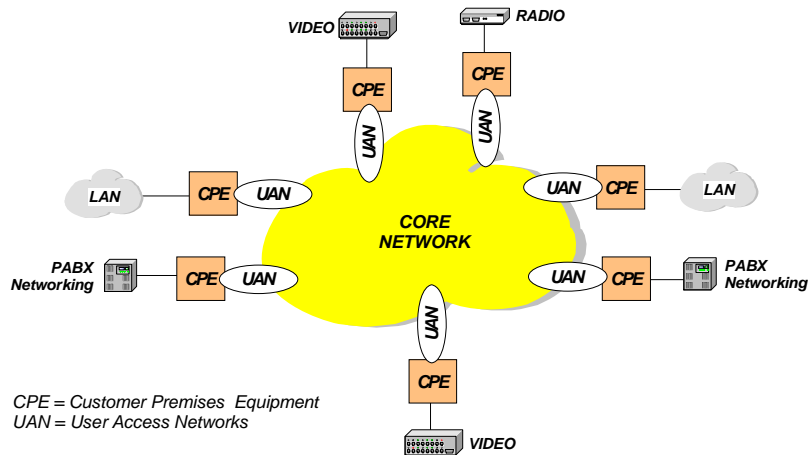 VIDEO
RADIO
CPE
CPE
UAN
UAN
LAN
CPE
UAN
UAN
CPE
LAN
CORE
NETWORK
PABX
Networking
CPE
UAN
UAN
CPE
PABX
Networking
UAN
CPE
CPE = Customer Premises Equipment
UAN = User Access Networks
VIDEO